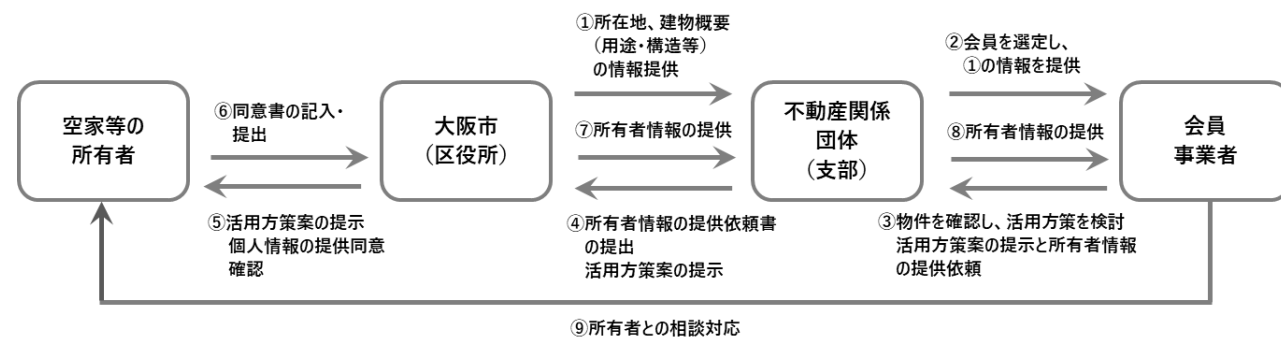 ①所在地、建物概要
（用途・構造等）
の情報提供
②会員を選定し、
①の情報を提供
空家等の
所有者
⑥同意書の記入・
提出
大阪市
（区役所）
⑦所有者情報の提供
不動産関係
団体
（支部）
⑧所有者情報の提供
会員
事業者
⑤活用方策案の提示
個人情報の提供同意
確認
④所有者情報の提供依頼書
の提出
活用方策案の提示
③物件を確認し、活用方策を検討
活用方策案の提示と所有者情報
の提供依頼
⑨所有者との相談対応